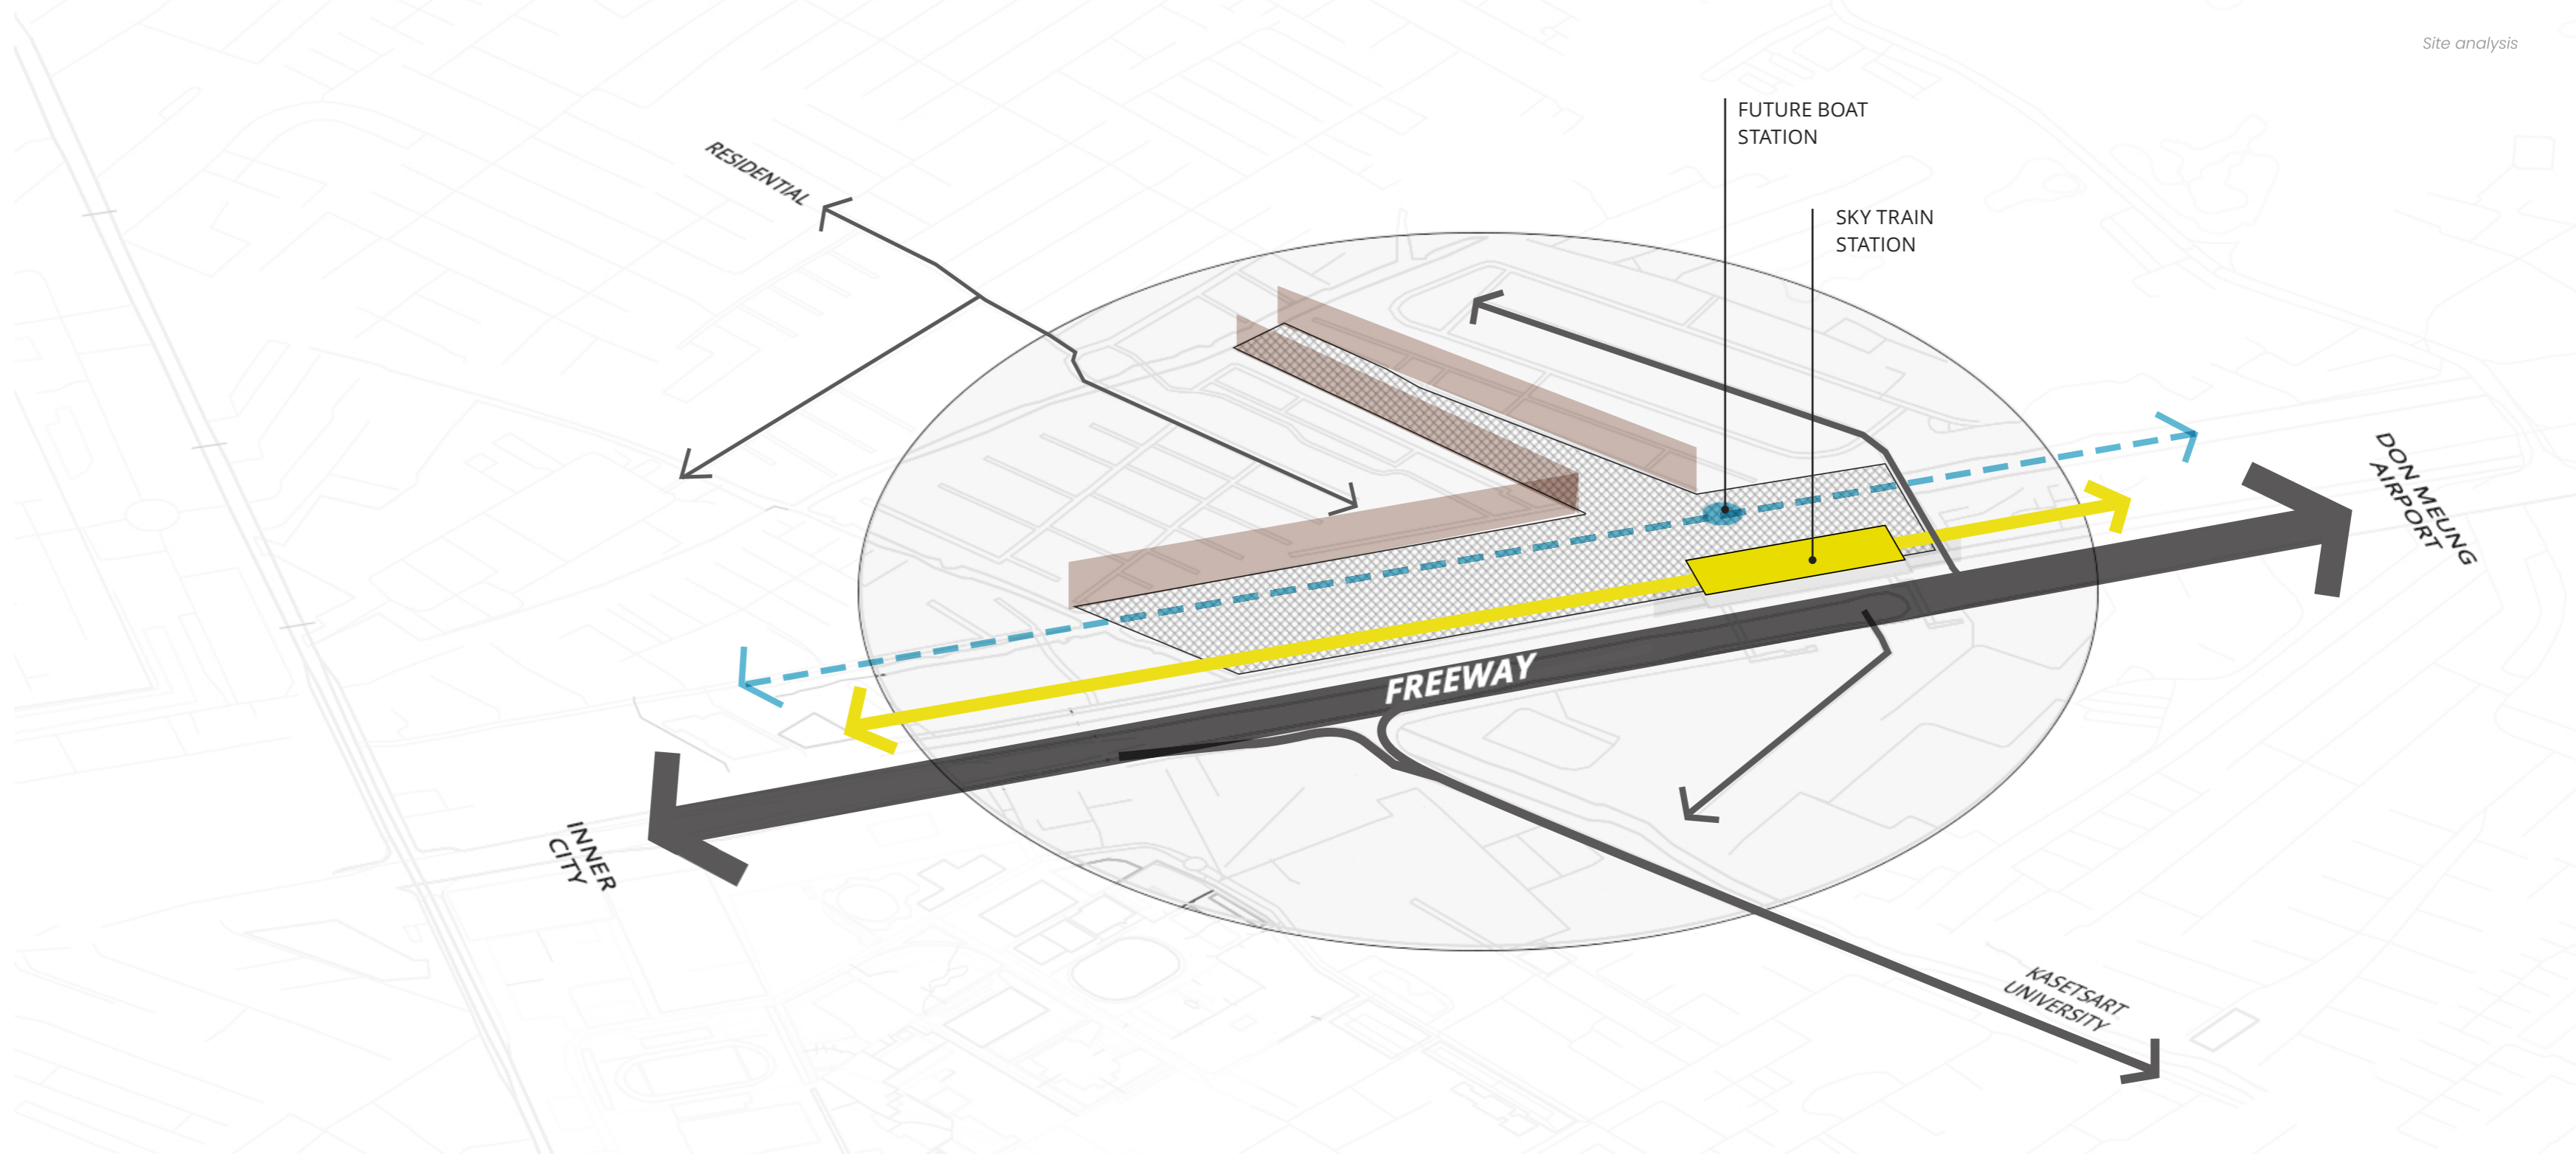 Site analysis
FUTURE BOAT
STATION
RESIDENTIAL
SKY TRAIN
STATION
DON MEUNG
AIRPORT
FREEWAY
INNER
CITY
KASETSART
UNIVERSITY